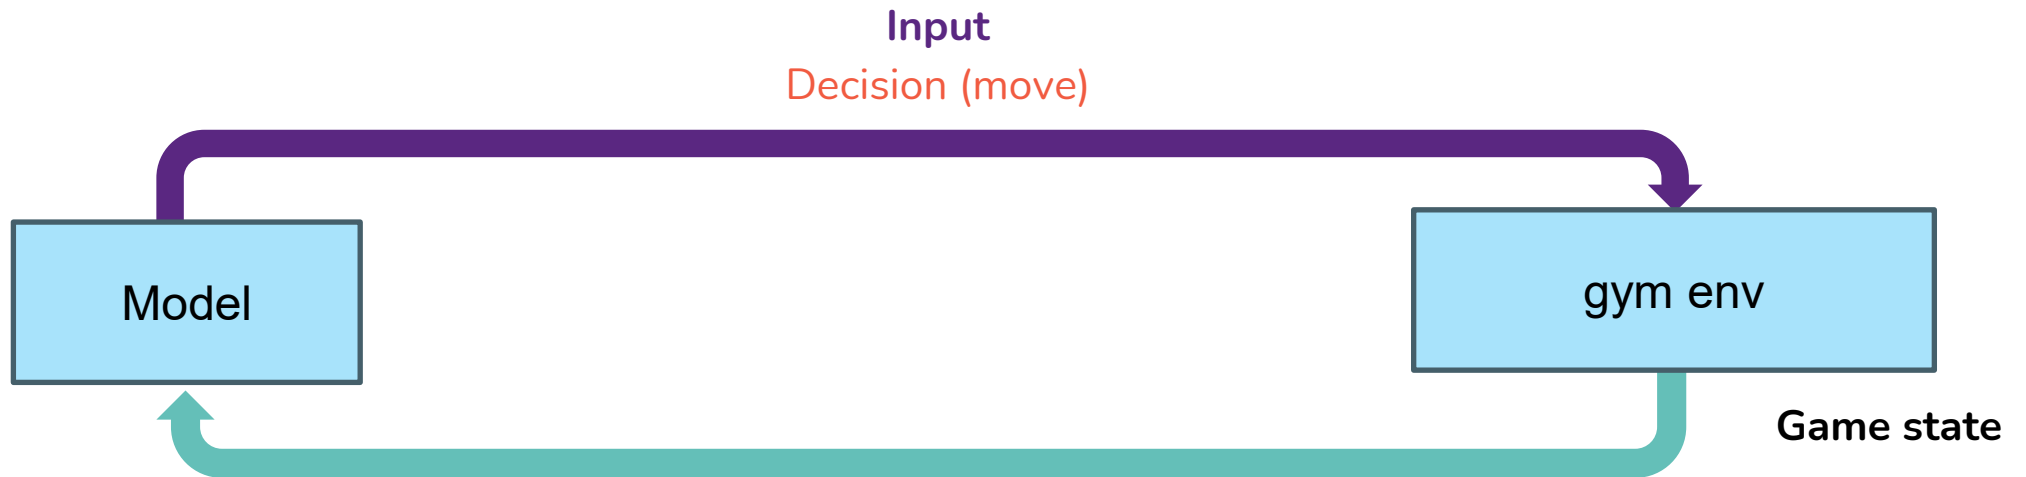 Input
Decision (move)
Model
gym env
Game state